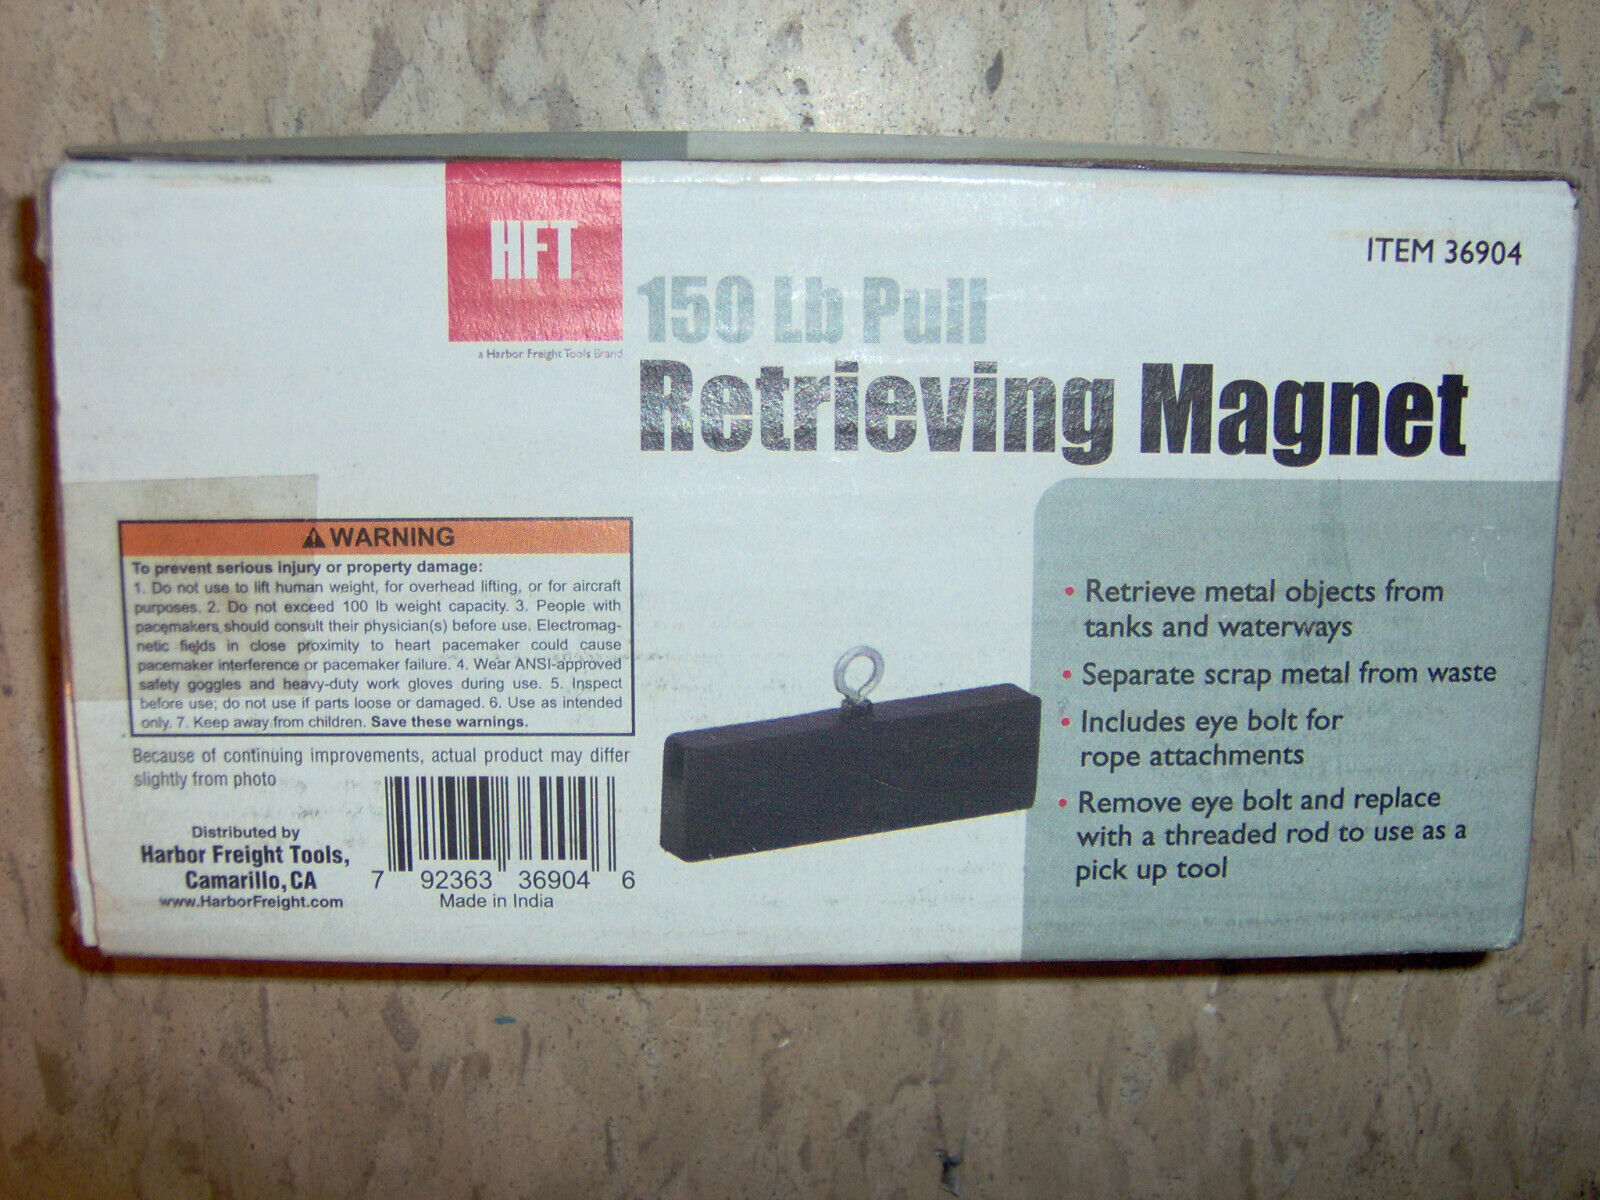 HFT
a Harbor Freight Tools Brand
ITEM 36904
150 Lb Pull
Retrieving Magnet
WARNING
To prevent serious injury or property damage:
1. Do not use to lift human weight, for overhead lifting, or for aircraft
purposes. 2. Do not exceed 100 lb weight capacity. 3. People with
pacemakers should consult their physician(s) before use. Electromag-
netic fields in close proximity to heart pacemaker could cause
pacemaker interference or pacemaker failure. 4. Wear ANSI-approved
safety goggles and heavy-duty work gloves during use. 5. Inspect
before use; do not use if parts loose or damaged. 6. Use as intended
only. 7. Keep away from children. Save these warnings.
Because of continuing improvements, actual product may differ
slightly from photo
Distributed by
Harbor Freight Tools,
Camarillo, CA
www.HarborFreight.com
7 92363 36904 6
Made in India
• Retrieve metal objects from
tanks and waterways
• Separate scrap metal from waste
• Includes eye bolt for
rope attachments
• Remove eye bolt and replace
with a threaded rod to use as a
pick up tool